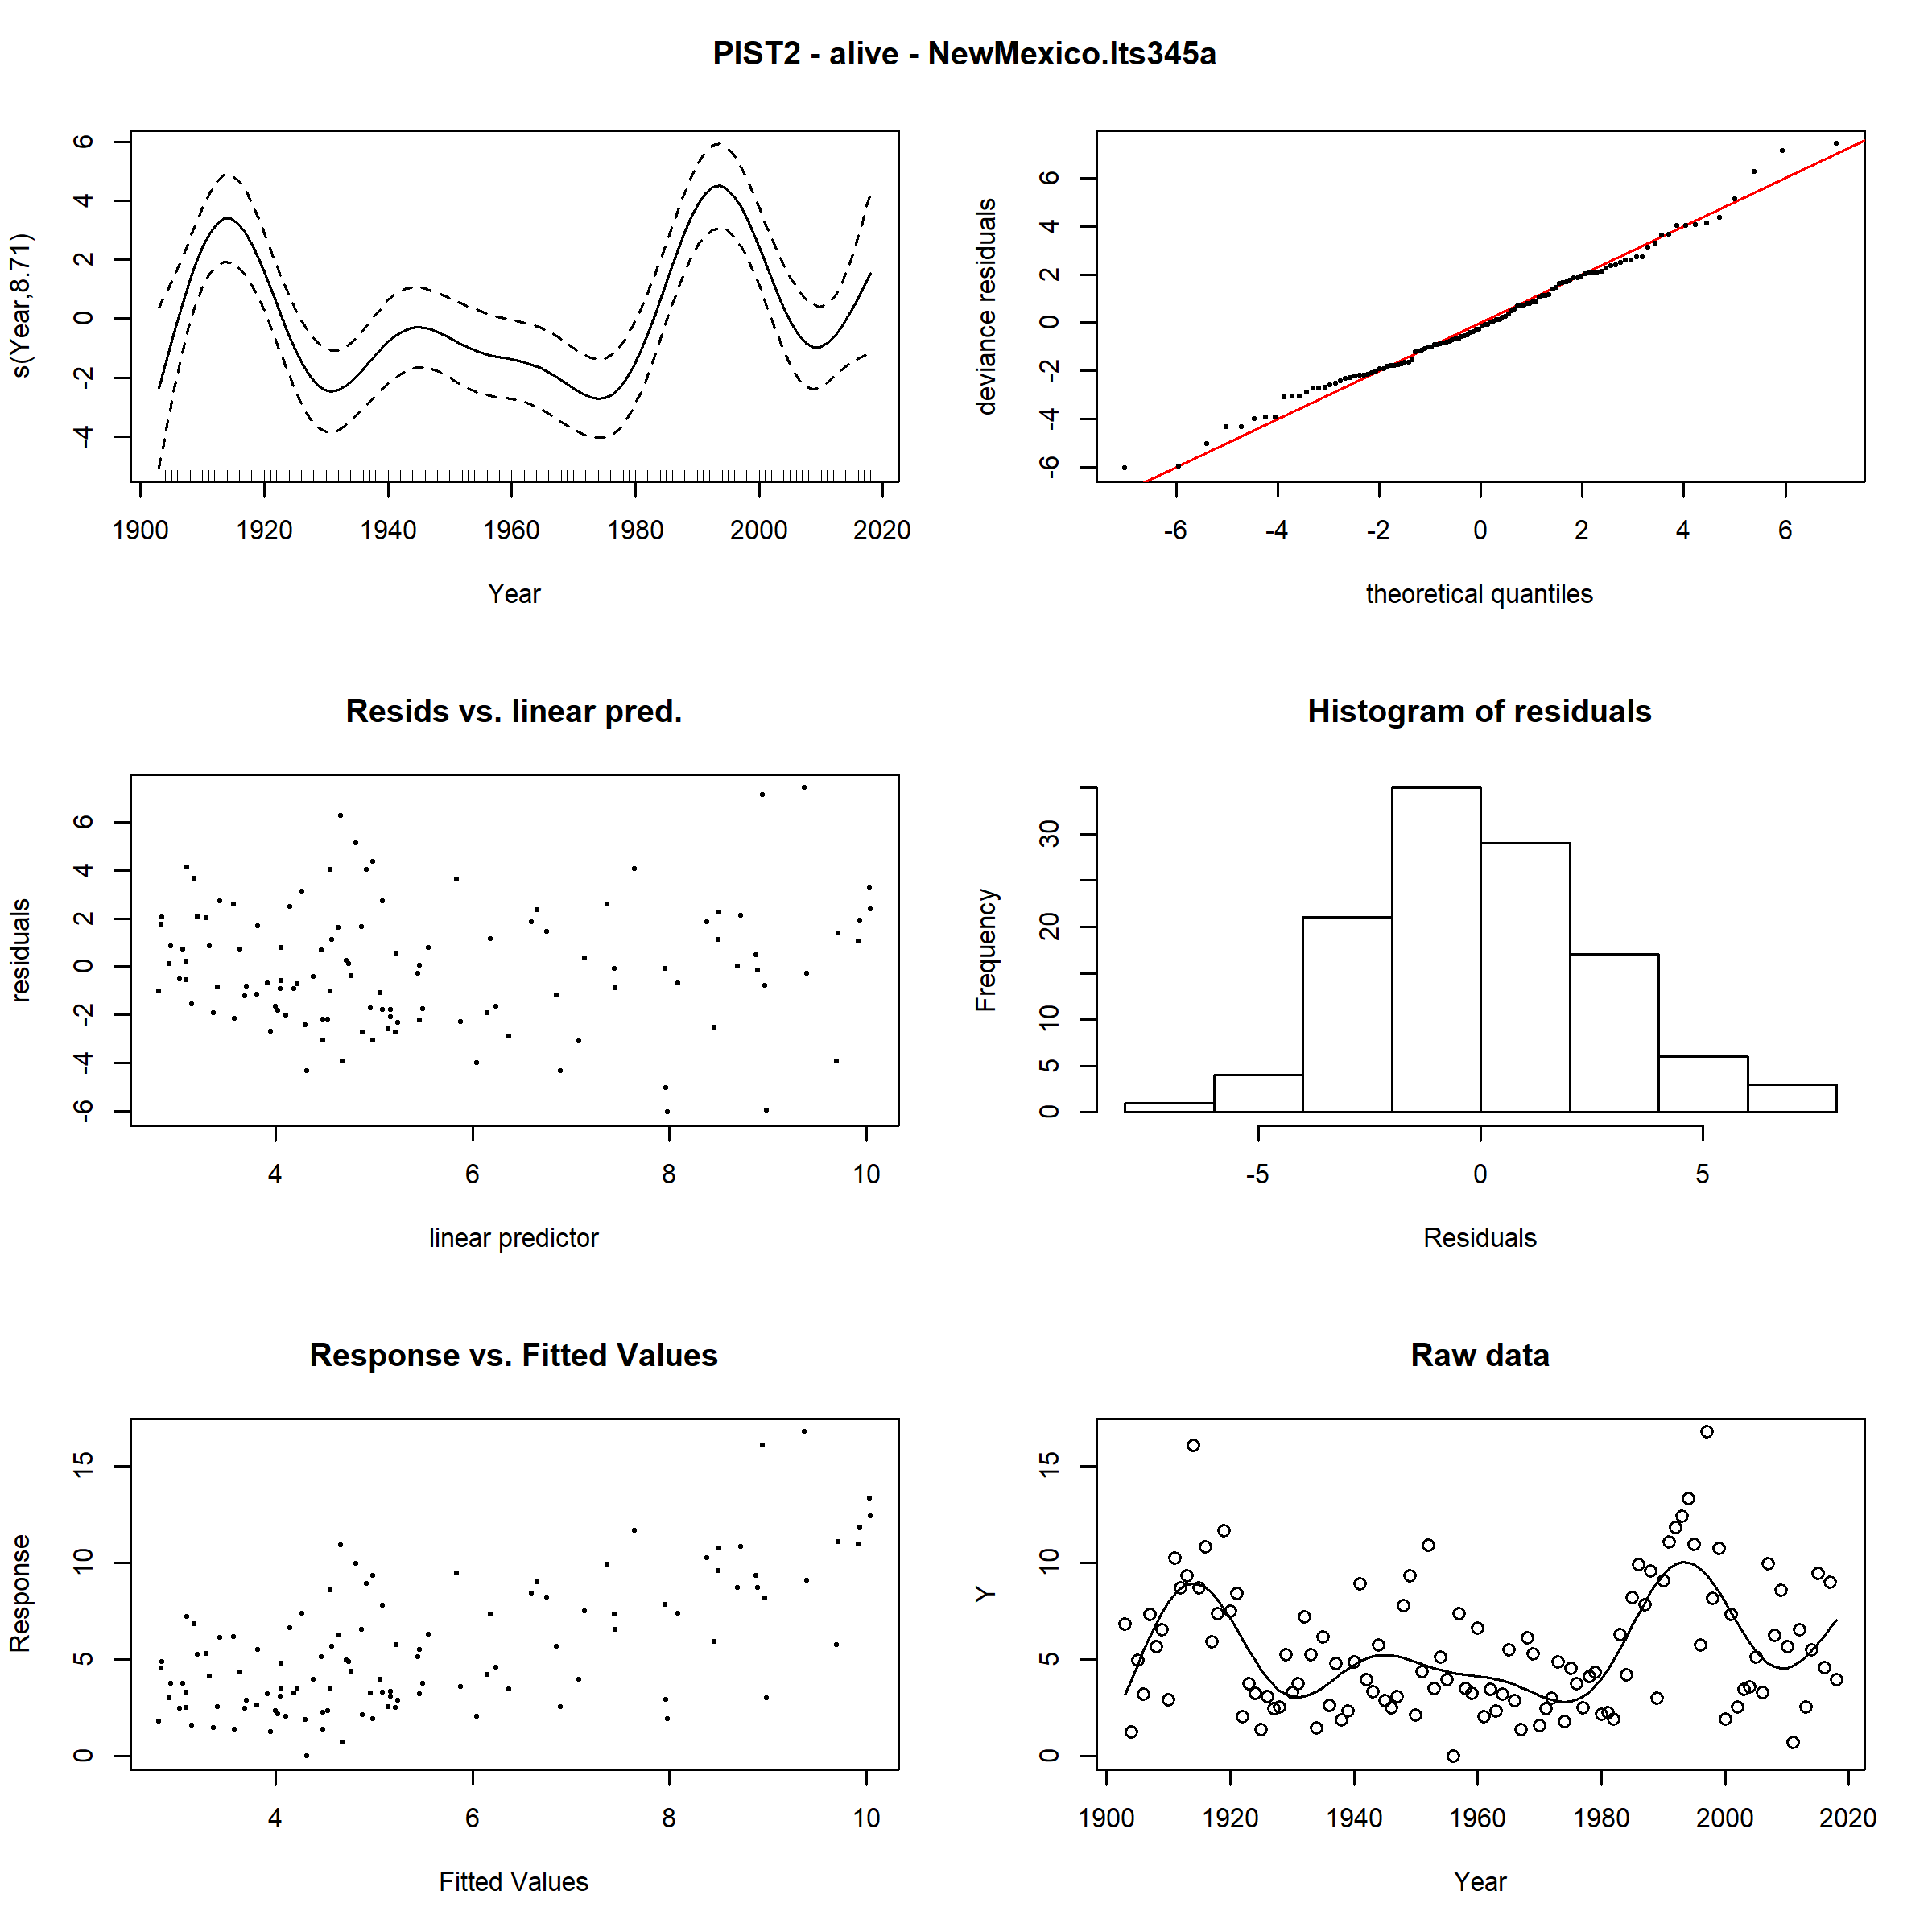 PIST2 - alive - NewMexico.lts345a
s(Year,8.71)
6
4
2
0
-2
-4
1900 1920 1940 1960 1980 2000 2020
Year
deviance residuals
6
4
2
0
-2
-4
-6
-6 -4 -2 0 2 4 6
theoretical quantiles
Resids vs. linear pred.
residuals
6
4
2
0
-2
-4
-6
4 6 8 10
linear predictor
Histogram of residuals
Frequency
30
20
10
5
0
-5 0 5
Residuals
Response vs. Fitted Values
Response
15
10
5
0
4 6 8 10
Fitted Values
Raw data
Y
15
10
5
0
1900 1920 1940 1960 1980 2000 2020
Year